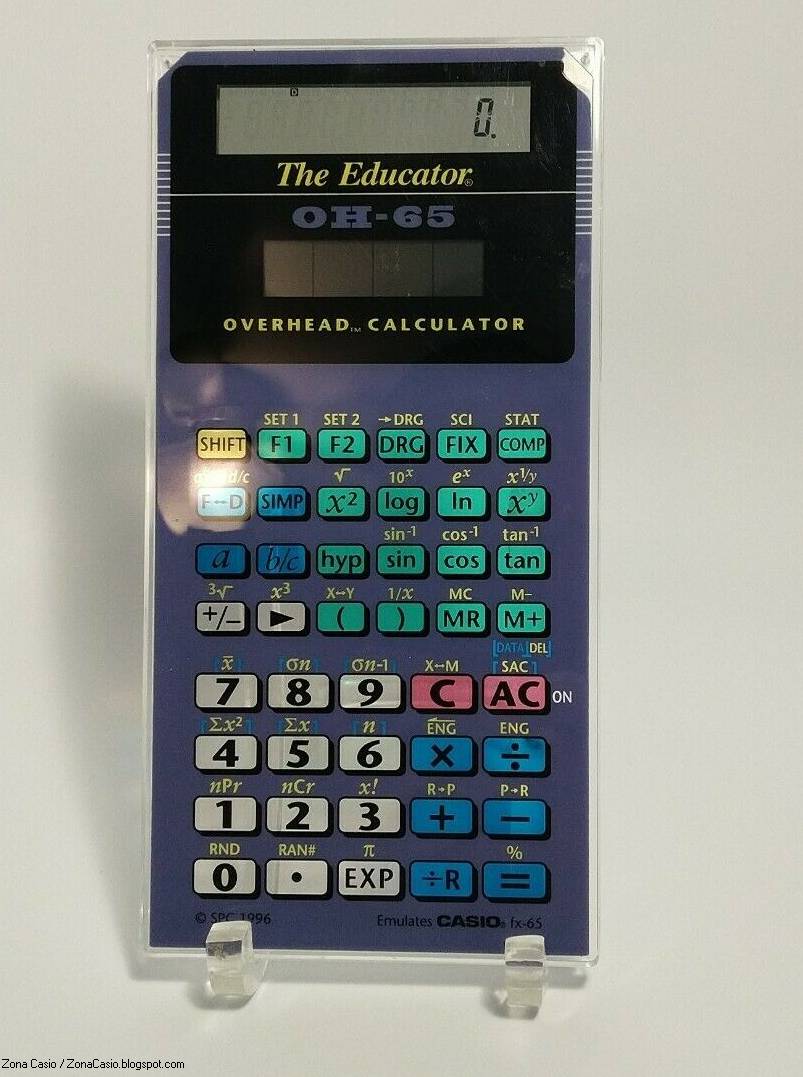 D
0.
The Educator®
OH-65
OVERHEAD™ CALCULATOR
SET 1 SET 2 →DRG SCI STAT
SHIFT F1 F2 DRG FIX COMP
d/c √ 10ˣ eˣ x^1/y
F↔D SIMP x² log ln xʸ
sin⁻¹ cos⁻¹ tan⁻¹
a b/c hyp sin cos tan
³√ x³ X↔Y 1/x MC M−
+/− ► ( ) MR M+
[DATA][DEL]
x̄ σn σn-1 X↔M SAC
7 8 9 C AC ON
Σx² Σx n ENG ENG
4 5 6 × ÷
nPr nCr x! R→P P→R
1 2 3 + −
RND RAN# π %
0 • EXP ÷R =
© SPC 1996 Emulates CASIO® fx-65
Zona Casio / ZonaCasio.blogspot.com